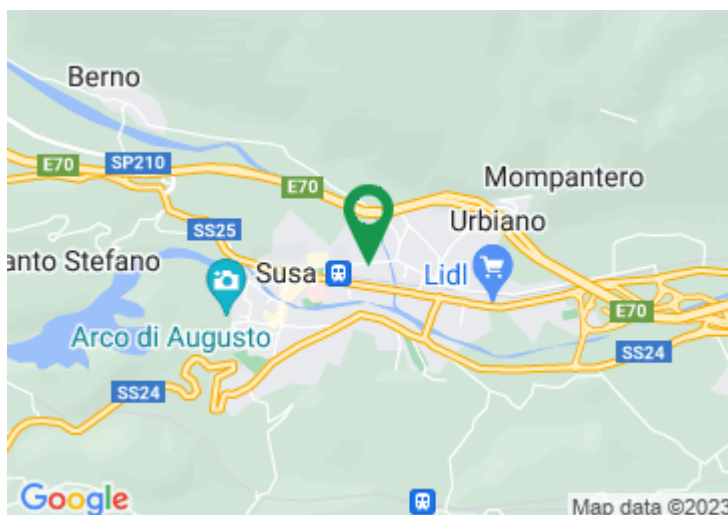 Berno
E70
SP210
E70
Mompantero
SS25
Urbiano
anto Stefano
Susa
Lidl
Arco di Augusto
E70
SS24
SS24
Google
Map data ©2023